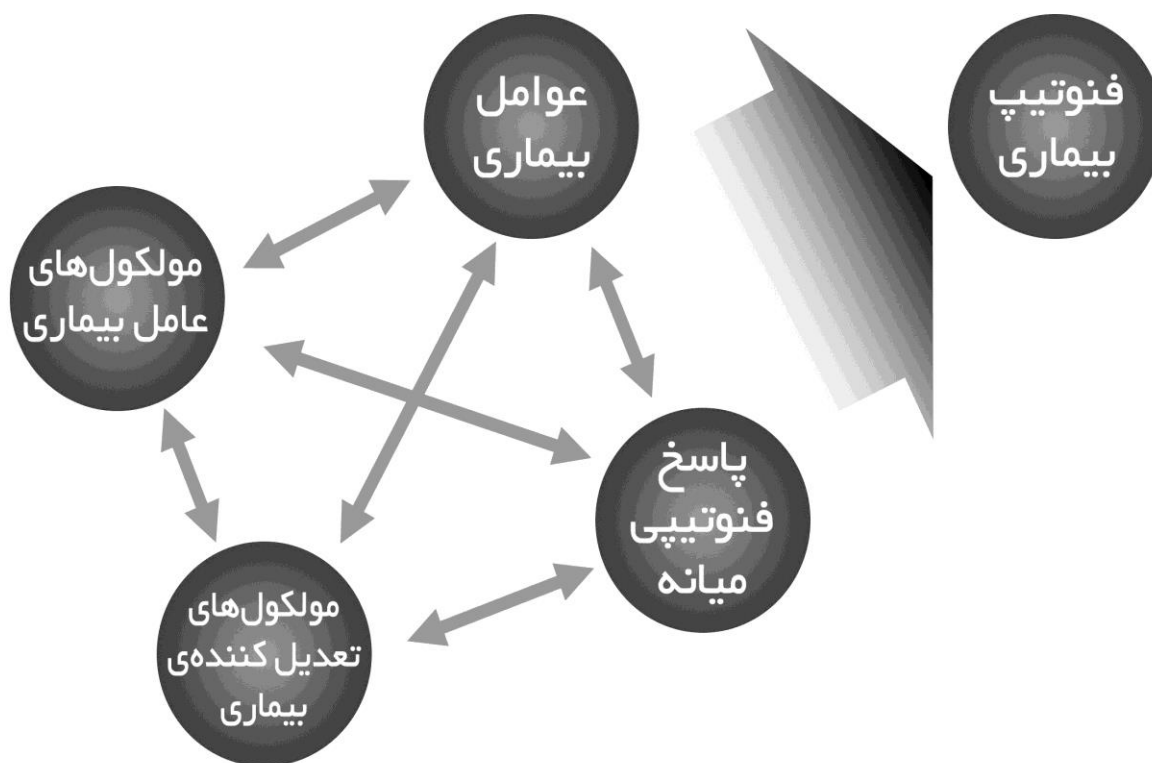 عوامل
بیماری
فنوتیپ
بیماری
مولکول‌های
عامل بیماری
پاسخ
فنوتیپی
میانه
مولکول‌های
تعدیل کننده‌ی
بیماری